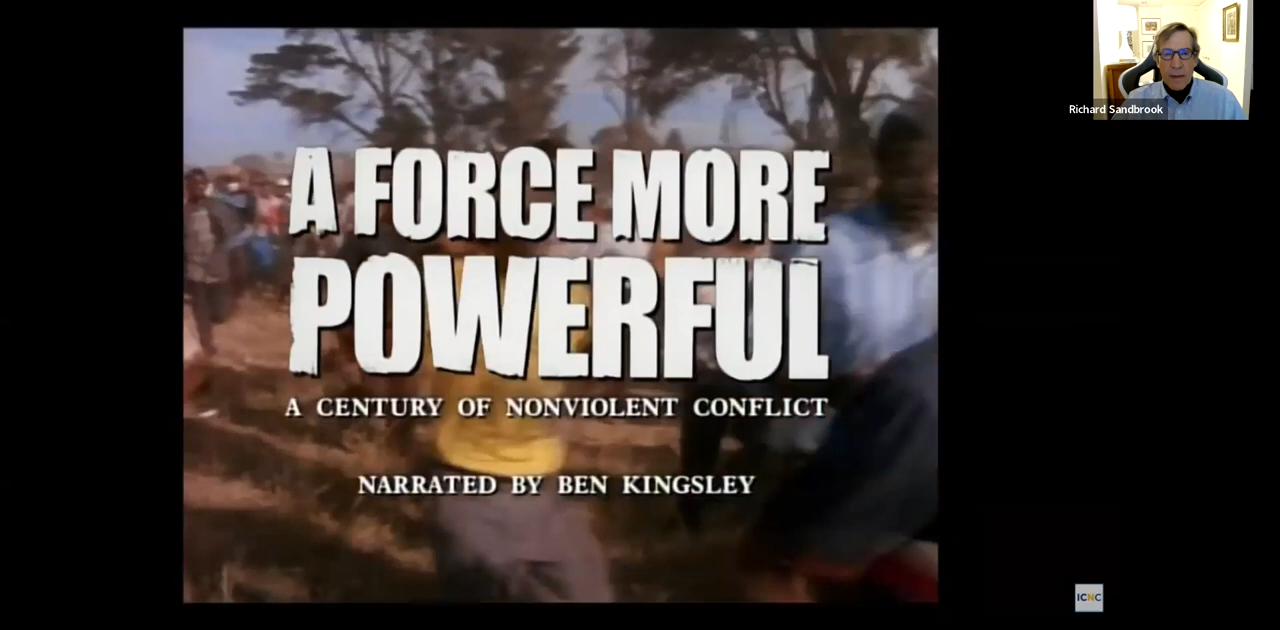 A FORCE MORE
POWERFUL
A CENTURY OF NONVIOLENT CONFLICT
NARRATED BY BEN KINGSLEY
Richard Sandbrook
ICNC